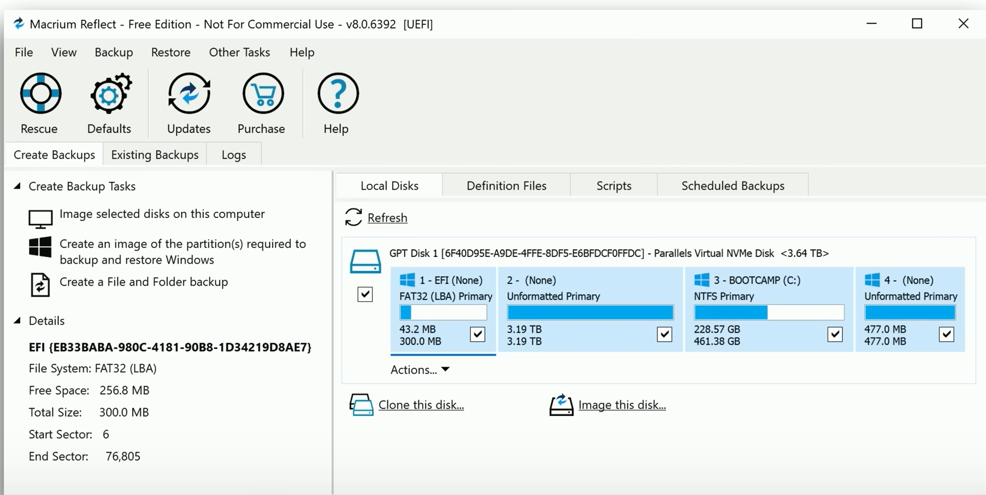 Macrium Reflect - Free Edition - Not For Commercial Use - v8.0.6392 [UEFI]
File View Backup Restore Other Tasks Help
Rescue Defaults Updates Purchase Help
Create Backups Existing Backups Logs
Create Backup Tasks
Image selected disks on this computer
Create an image of the partition(s) required to
backup and restore Windows
Create a File and Folder backup
Details
EFI {EB33BABA-980C-4181-90B8-1D34219D8AE7}
File System: FAT32 (LBA)
Free Space: 256.8 MB
Total Size: 300.0 MB
Start Sector: 6
End Sector: 76,805
Local Disks Definition Files Scripts Scheduled Backups
Refresh
GPT Disk 1 [6F40D95E-A9DE-4FFE-8DF5-E6BFDCF0FFDC] - Parallels Virtual NVMe Disk <3.64 TB>
1 - EFI (None)
FAT32 (LBA) Primary
43.2 MB
300.0 MB
2 - (None)
Unformatted Primary
3.19 TB
3.19 TB
3 - BOOTCAMP (C:)
NTFS Primary
228.57 GB
461.38 GB
4 - (None)
Unformatted Primary
477.0 MB
477.0 MB
Actions...
Clone this disk... Image this disk...